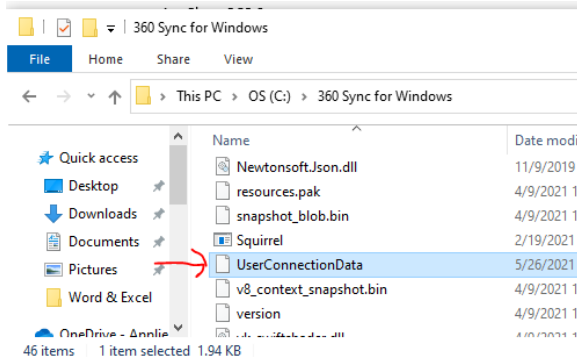 360 Sync for Windows
File Home Share View
This PC > OS (C:) > 360 Sync for Windows
Name Date modi
Quick access
Newtonsoft.Json.dll 11/9/2019
Desktop
resources.pak 4/9/2021 1
Downloads
snapshot_blob.bin 4/9/2021 1
Documents
Squirrel 2/19/2021
Pictures
UserConnectionData 5/26/2021
Word & Excel
v8_context_snapshot.bin 4/9/2021 1
version 4/9/2021 1
OneDrive - Applie
46 items 1 item selected 1.94 KB